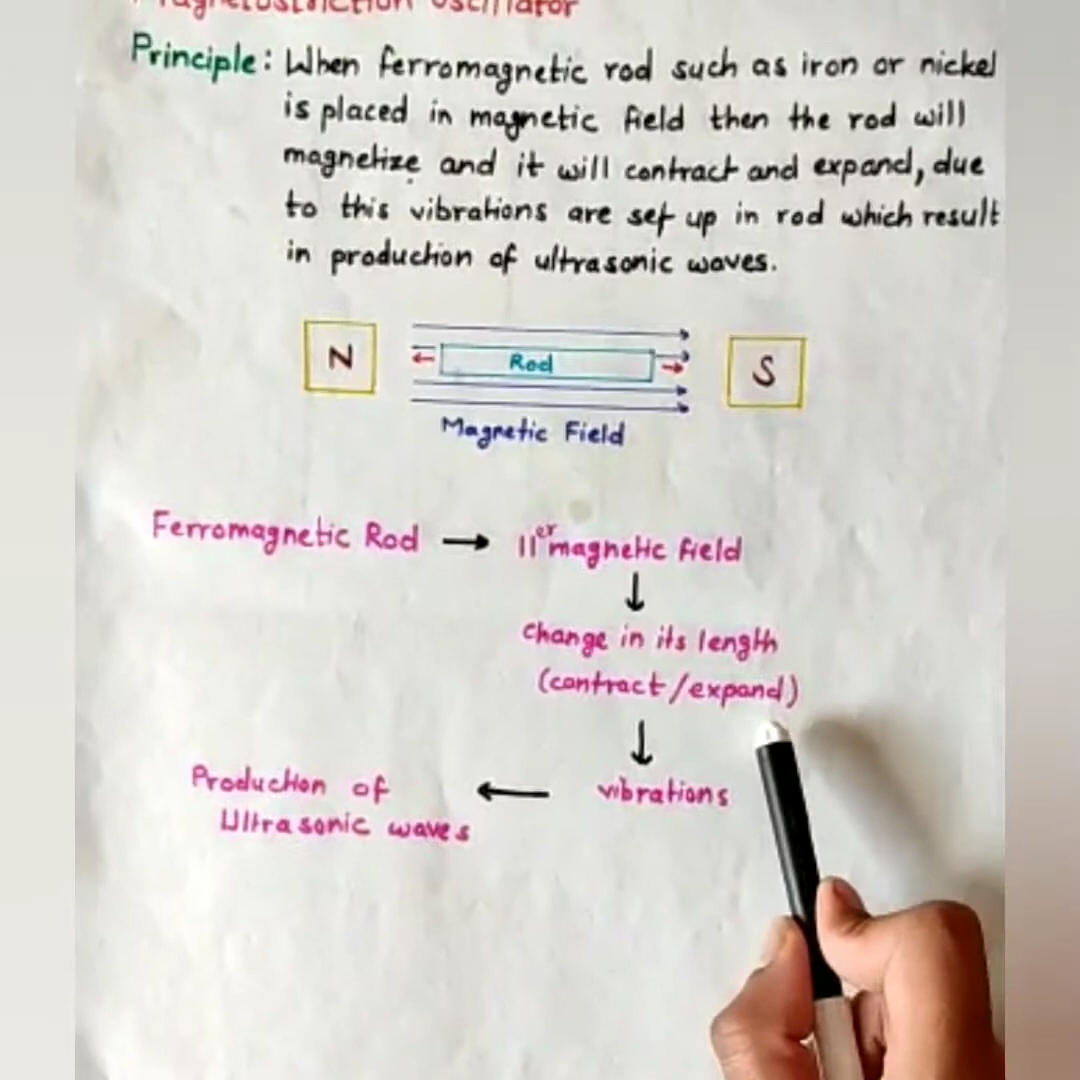 Magnetostriction Oscillator
Principle: When ferromagnetic rod such as iron or nickel
is placed in magnetic field then the rod will
magnetize and it will contract and expand, due
to this vibrations are set up in rod which result
in production of ultrasonic waves.
N
Rod
S
Magnetic Field
Ferromagnetic Rod → ||er magnetic field
↓
Change in its length
(contract/expand)
↓
Production of ← vibrations
Ultrasonic waves